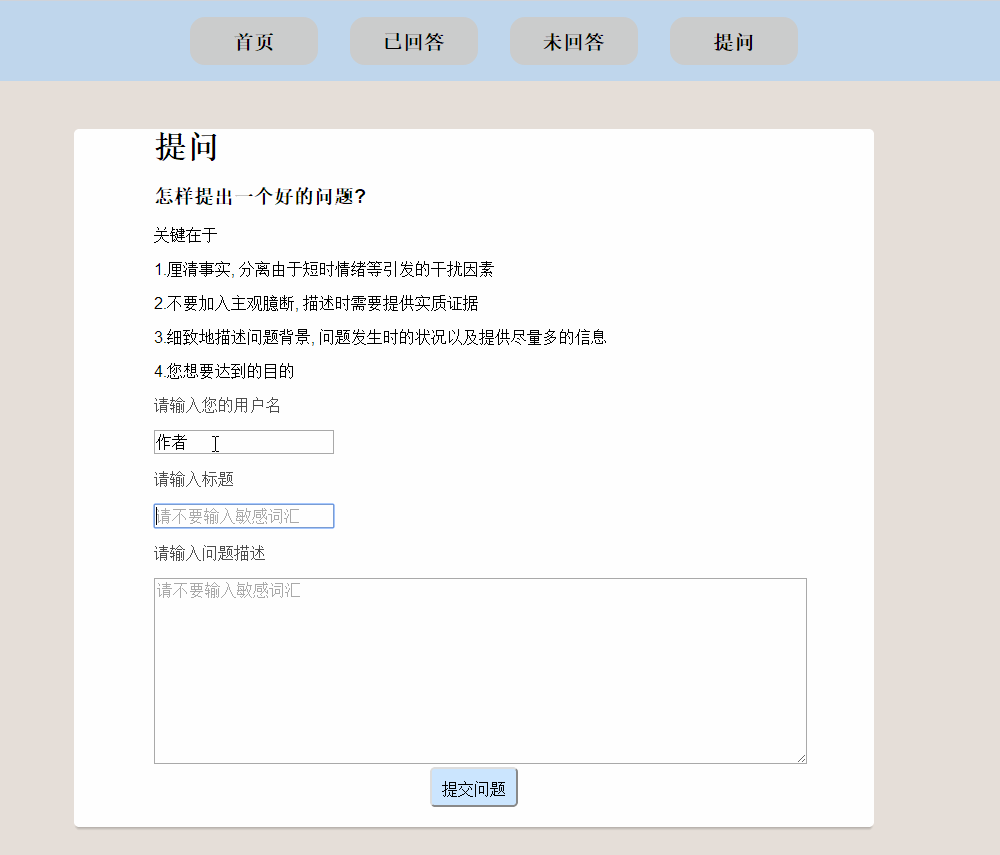 首页 已回答 未回答 提问
提问
怎样提出一个好的问题?
关键在于
1.厘清事实, 分离由于短时情绪等引发的干扰因素
2.不要加入主观臆断, 描述时需要提供实质证据
3.细致地描述问题背景, 问题发生时的状况以及提供尽量多的信息
4.您想要达到的目的
请输入您的用户名
作者
请输入标题
请不要输入敏感词汇
请输入问题描述
请不要输入敏感词汇
提交问题